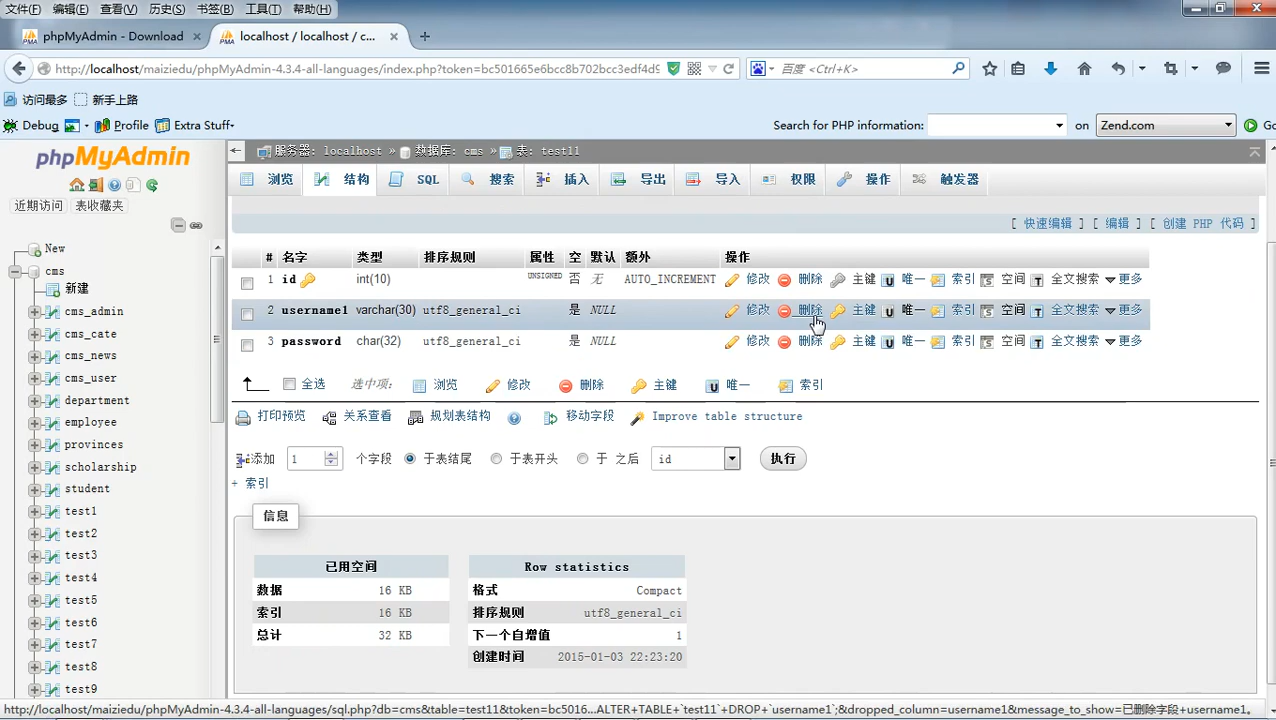 文件(F) 编辑(E) 查看(V) 历史(S) 书签(B) 工具(T) 帮助(H)
phpMyAdmin - Download localhost / localhost / c...
http://localhost/maiziedu/phpMyAdmin-4.3.4-all-languages/index.php?token=bc501665e6bcc8b702bcc3edf4d9 百度 <Ctrl+K>
访问最多 新手上路
Debug Profile Extra Stuff Search for PHP information: on Zend.com Go
phpMyAdmin
近期访问 表收藏夹
New
cms
新建
cms_admin
cms_cate
cms_news
cms_user
department
employee
provinces
scholarship
student
test1
test2
test3
test4
test5
test6
test7
test8
test9
服务器: localhost » 数据库: cms » 表: test11
浏览 结构 SQL 搜索 插入 导出 导入 权限 操作 触发器
[ 快速编辑 ] [ 编辑 ] [ 创建 PHP 代码 ]
# 名字 类型 排序规则 属性 空 默认 额外 操作
1 id int(10) UNSIGNED 否 无 AUTO_INCREMENT 修改 删除 主键 唯一 索引 空间 全文搜索 更多
2 username1 varchar(30) utf8_general_ci 是 NULL 修改 删除 主键 唯一 索引 空间 全文搜索 更多
3 password char(32) utf8_general_ci 是 NULL 修改 删除 主键 唯一 索引 空间 全文搜索 更多
全选 选中项: 浏览 修改 删除 主键 唯一 索引
打印预览 关系查看 规划表结构 移动字段 Improve table structure
添加 1 个字段 于表结尾 于表开头 于 之后 id 执行
+ 索引
信息
已用空间
数据 16 KB
索引 16 KB
总计 32 KB
Row statistics
格式 Compact
排序规则 utf8_general_ci
下一个自增值 1
创建时间 2015-01-03 22:23:20
http://localhost/maiziedu/phpMyAdmin-4.3.4-all-languages/sql.php?db=cms&table=test11&token=bc5016...ALTER+TABLE+`test11`+DROP+`username1`;&dropped_column=username1&message_to_show=已删除字段+username1。